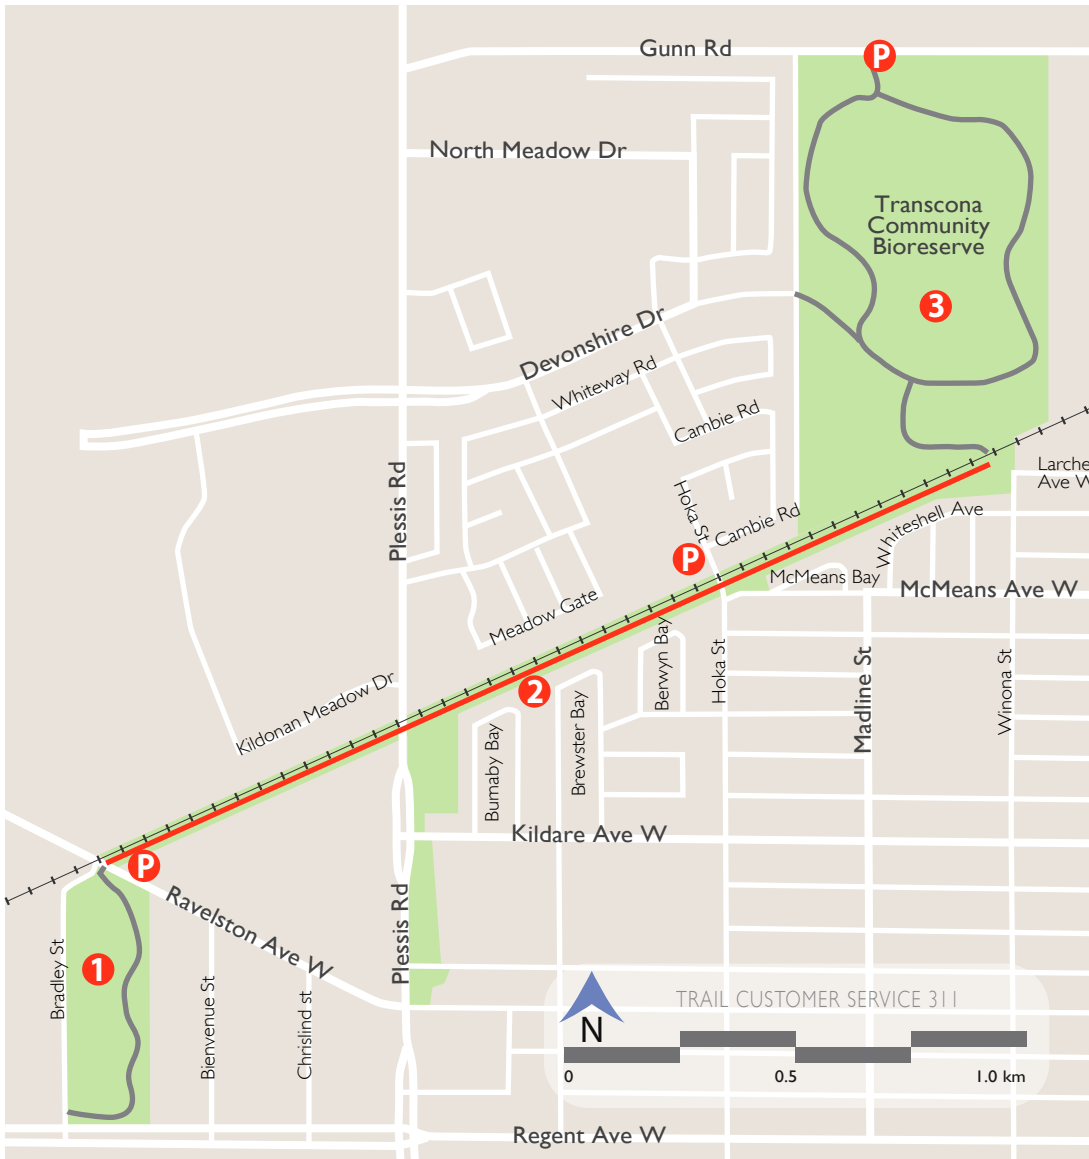 Gunn Rd
P
North Meadow Dr
Transcona
Community
Bioreserve
3
Devonshire Dr
Whiteway Rd
Cambie Rd
Plessis Rd
Larche
Ave W
Hoka St
Cambie Rd
Whiteshell Ave
P
McMeans Bay
McMeans Ave W
Meadow Gate
Berwyn Bay
Hoka St
Madline St
Winona St
2
Kildonan Meadow Dr
Burnaby Bay
Brewster Bay
Kildare Ave W
P
Ravelston Ave W
Plessis Rd
Bradley St
1
Bienvenue St
Chrislind st
TRAIL CUSTOMER SERVICE 311
N
0 0.5 1.0 km
Regent Ave W